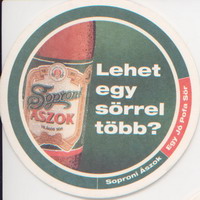 Lehet
egy
sörrel
több?
Soproni
ÁSZOK
Soproni Ászok
Egy Jó Pofa Sör